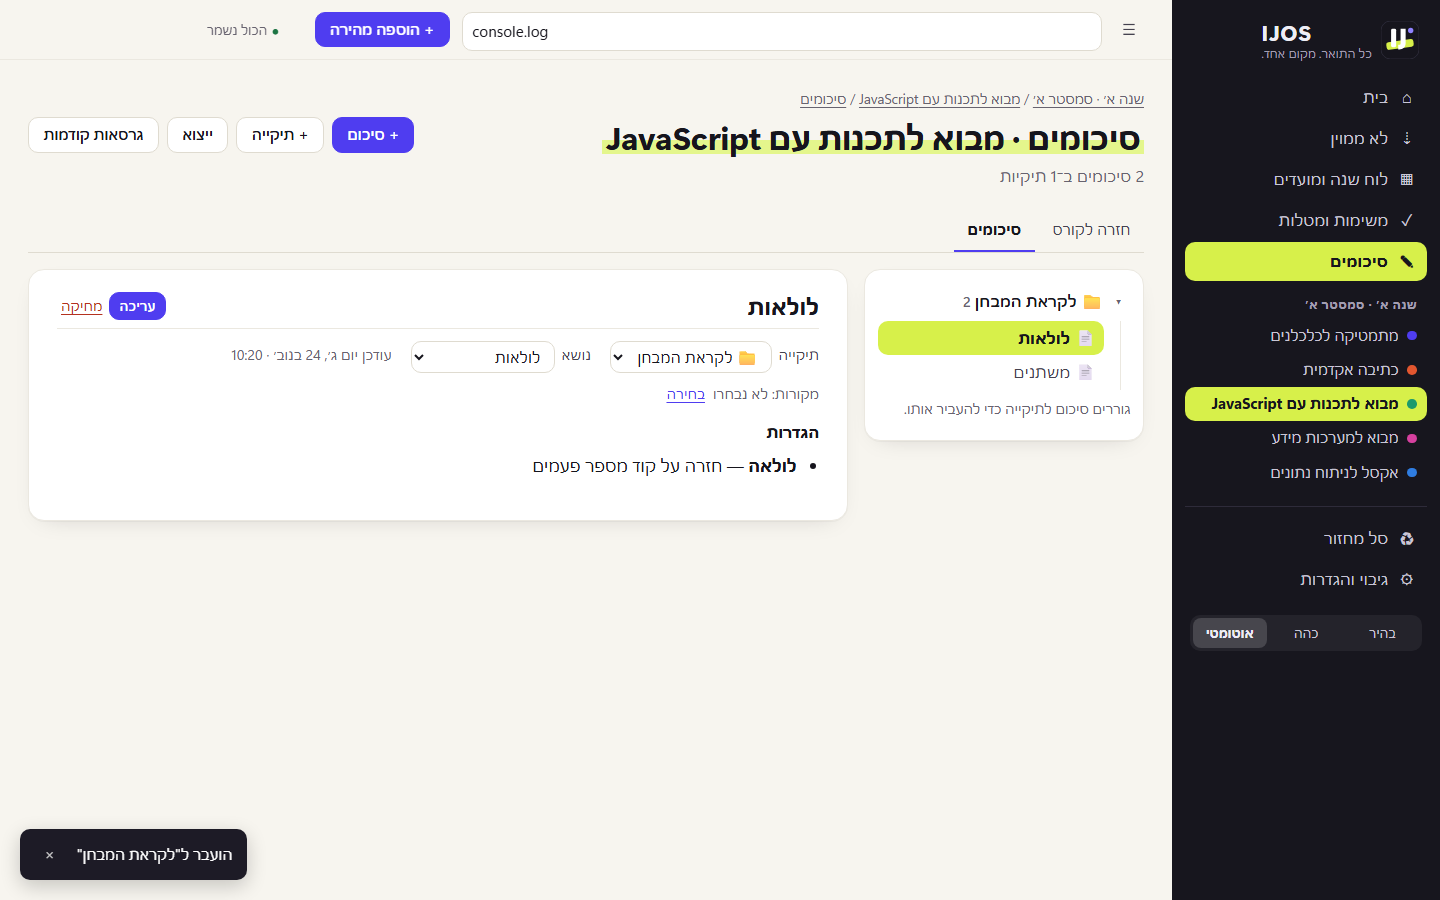 IJOS
כל התואר. מקום אחד.
בית
לא ממוין
לוח שנה ומועדים
משימות ומטלות
סיכומים
שנה א׳ · סמסטר א׳
מתמטיקה לכלכלנים
כתיבה אקדמית
מבוא לתכנות עם JavaScript
מבוא למערכות מידע
אקסל לניתוח נתונים
סל מחזור
גיבוי והגדרות
בהיר
כהה
אוטומטי
console.log
+ הוספה מהירה
הכול נשמר
שנה א׳ · סמסטר א׳ / מבוא לתכנות עם JavaScript / סיכומים
סיכומים · מבוא לתכנות עם JavaScript
+ סיכום
+ תיקייה
ייצוא
גרסאות קודמות
2 סיכומים ב־1 תיקיות
חזרה לקורס
סיכומים
לקראת המבחן 2
לולאות
משתנים
גוררים סיכום לתיקייה כדי להעביר אותו.
לולאות
עריכה
מחיקה
תיקייה
לקראת המבחן
נושא
לולאות
עודכן יום ג׳, 24 בנוב׳ · 10:20
מקורות: לא נבחרו בחירה
הגדרות
• לולאה — חזרה על קוד מספר פעמים
הועבר ל"לקראת המבחן" ×